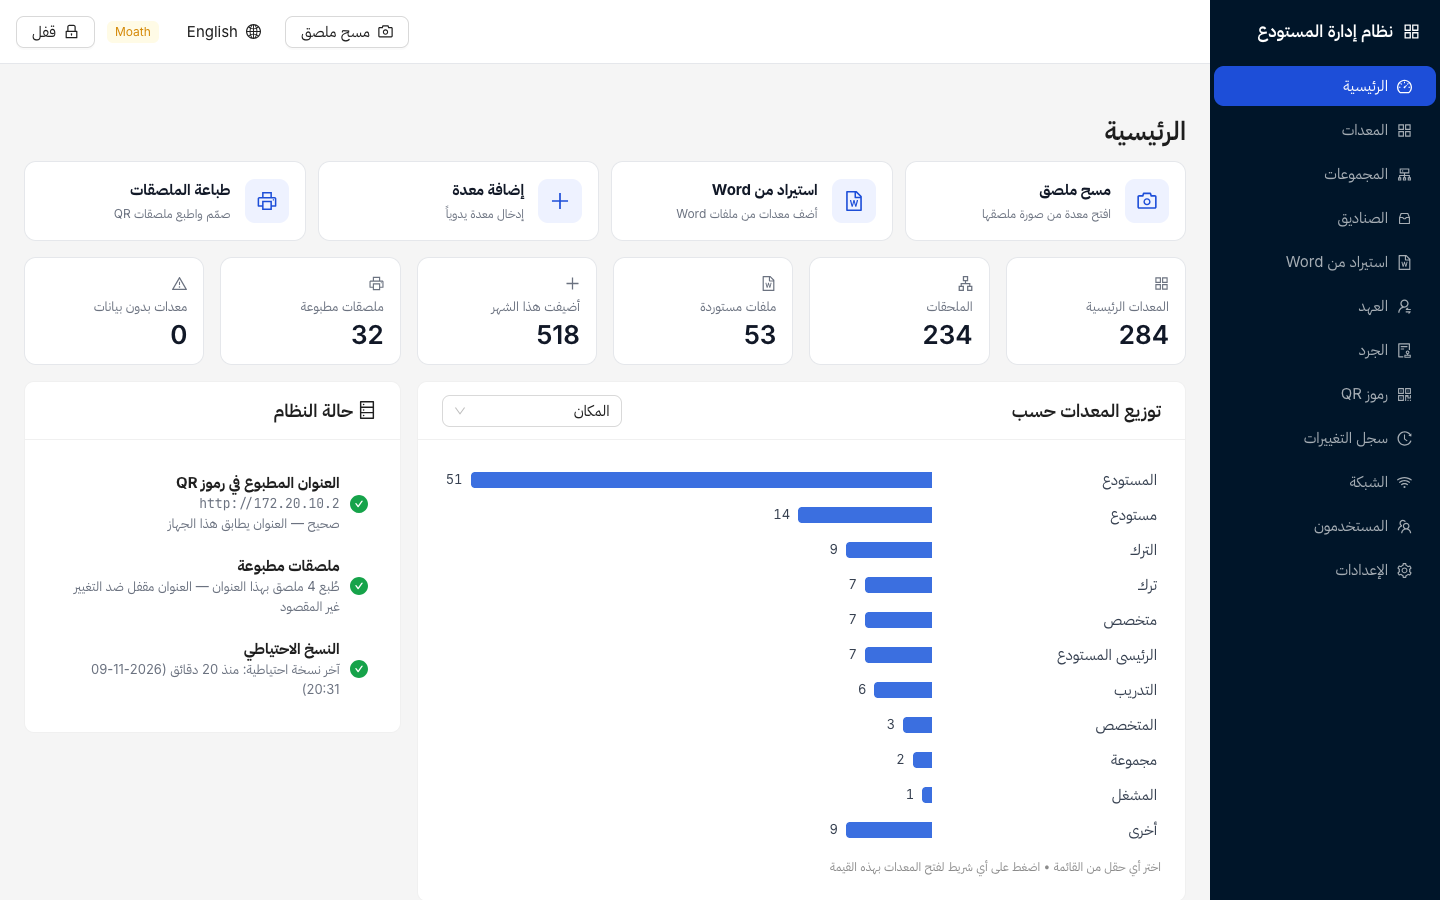 نظام إدارة المستودع
الرئيسية
المعدات
المجموعات
الصناديق
استيراد من Word
العهد
الجرد
رموز QR
سجل التغييرات
الشبكة
المستخدمون
الإعدادات
مسح ملصق
English
Moath
قفل
الرئيسية
مسح ملصق
افتح معدة من صورة ملصقها
استيراد من Word
أضف معدات من ملفات Word
إضافة معدة
إدخال معدة يدوياً
طباعة الملصقات
صمّم واطبع ملصقات QR
المعدات الرئيسية
284
الملحقات
234
ملفات مستوردة
53
أضيفت هذا الشهر
518
ملصقات مطبوعة
32
معدات بدون بيانات
0
توزيع المعدات حسب
المكان
المستودع 51
مستودع 14
الترك 9
ترك 7
متخصص 7
الرئيسى المستودع 7
التدريب 6
المتخصص 3
مجموعة 2
المشغل 1
أخرى 9
اختر أي حقل من القائمة • اضغط على أي شريط لفتح المعدات بهذه القيمة
حالة النظام
العنوان المطبوع في رموز QR
http://172.20.10.2
صحيح — العنوان يطابق هذا الجهاز
ملصقات مطبوعة
طُبع 4 ملصق بهذا العنوان — العنوان مقفل ضد التغيير
غير المقصود
النسخ الاحتياطي
آخر نسخة احتياطية: منذ 20 دقائق (2026-11-09
20:31)